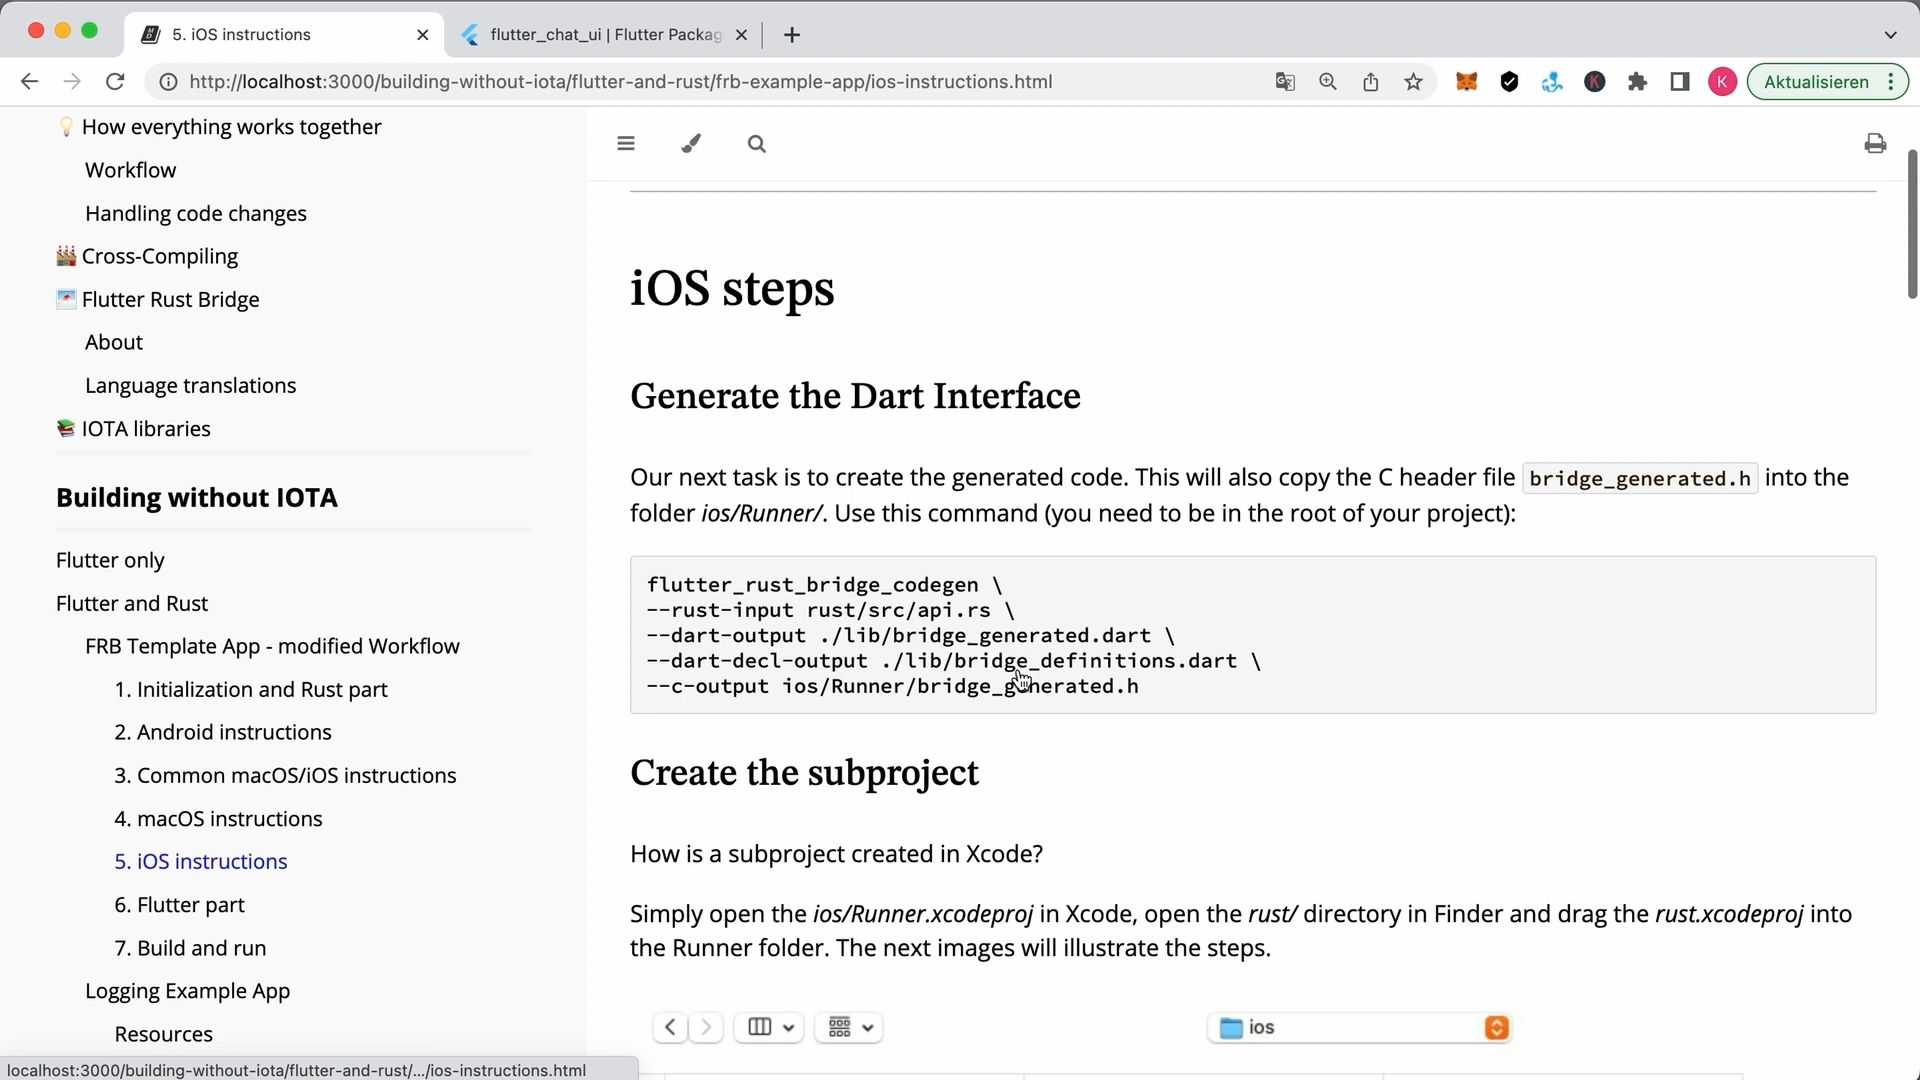 5. iOS instructions
flutter_chat_ui | Flutter Packag
http://localhost:3000/building-without-iota/flutter-and-rust/frb-example-app/ios-instructions.html
K
K
Aktualisieren
💡 How everything works together
Workflow
Handling code changes
🏭 Cross-Compiling
Flutter Rust Bridge
About
Language translations
📚 IOTA libraries
Building without IOTA
Flutter only
Flutter and Rust
FRB Template App - modified Workflow
1. Initialization and Rust part
2. Android instructions
3. Common macOS/iOS instructions
4. macOS instructions
5. iOS instructions
6. Flutter part
7. Build and run
Logging Example App
Resources
localhost:3000/building-without-iota/flutter-and-rust/.../ios-instructions.html
iOS steps
Generate the Dart Interface
Our next task is to create the generated code. This will also copy the C header file bridge_generated.h into the
folder ios/Runner/. Use this command (you need to be in the root of your project):
flutter_rust_bridge_codegen \
--rust-input rust/src/api.rs \
--dart-output ./lib/bridge_generated.dart \
--dart-decl-output ./lib/bridge_definitions.dart \
--c-output ios/Runner/bridge_generated.h
Create the subproject
How is a subproject created in Xcode?
Simply open the ios/Runner.xcodeproj in Xcode, open the rust/ directory in Finder and drag the rust.xcodeproj into
the Runner folder. The next images will illustrate the steps.
ios